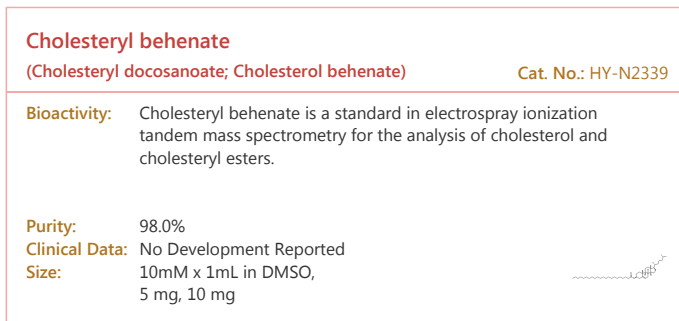 Cholesteryl behenate
(Cholesteryl docosanoate; Cholesterol behenate) Cat. No.: HY-N2339
Bioactivity: Cholesteryl behenate is a standard in electrospray ionization
tandem mass spectrometry for the analysis of cholesterol and
cholesteryl esters.
Purity: 98.0%
Clinical Data: No Development Reported
Size: 10mM x 1mL in DMSO,
5 mg, 10 mg